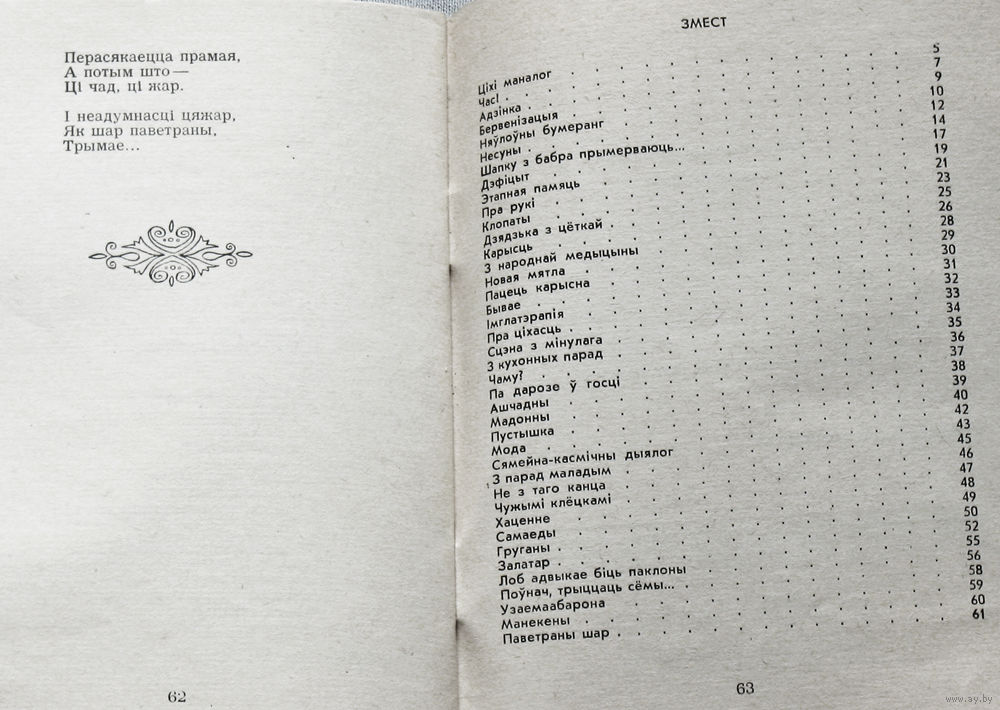 Перасякаецца прамая,
А потым што —
Ці чад, ці жар.
І неадумнасці цяжар,
Як шар паветраны,
Трымае...
62
ЗМЕСТ
Ціхі маналог . . . 5
Часі . . . 7
Адзінка . . . 9
Бервенізацыя . . . 10
Няўлоўны бумеранг . . . 12
Несуны . . . 14
Шапку з бабра прымерваюць... . . . 17
Дэфіцыт . . . 19
Этапная памяць . . . 21
Пра рукі . . . 23
Клопаты . . . 25
Дзядзька з цёткай . . . 26
Карысць . . . 28
З народнай медыцыны . . . 29
Новая мятла . . . 30
Пацець карысна . . . 31
Бывае . . . 32
Імглатэрапія . . . 33
Пра ціхасць . . . 34
Сцэна з мінулага . . . 35
З кухонных парад . . . 36
Чаму? . . . 37
Па дарозе ў госці . . . 38
Ашчадны . . . 39
Мадонны . . . 40
Пустышка . . . 42
Мода . . . 43
Сямейна-касмічны дыялог . . . 45
З парад маладым . . . 46
Не з таго канца . . . 47
Чужымі клёцкамі . . . 48
Хаценне . . . 49
Самаеды . . . 50
Груганы . . . 52
Залатар . . . 55
Лоб адвыкае біць паклоны . . . 56
Поўнач, трыццаць сёмы... . . . 58
Узаемаабарона . . . 59
Манекены . . . 60
Паветраны шар . . . 61
63
www.ay.by